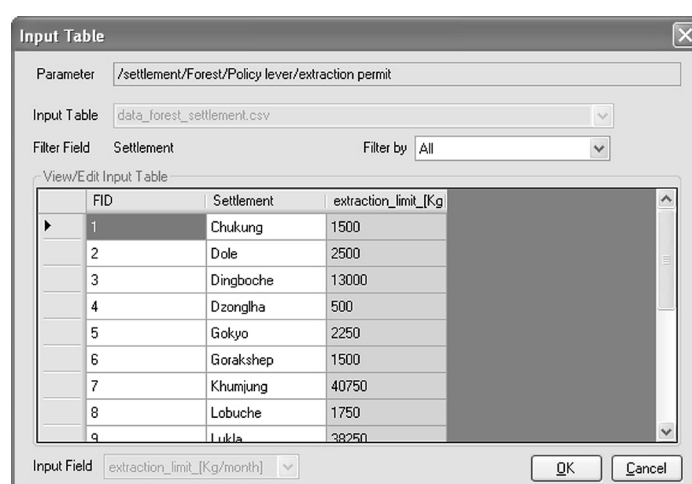 Input Table
Parameter /settlement/Forest/Policy lever/extraction permit
Input Table data_forest_settlement.csv
Filter Field Settlement Filter by All
View/Edit Input Table
FID Settlement extraction_limit_[Kg
1 Chukung 1500
2 Dole 2500
3 Dingboche 13000
4 Dzonglha 500
5 Gokyo 2250
6 Gorakshep 1500
7 Khumjung 40750
8 Lobuche 1750
9 Lukla 38250
Input Field extraction_limit_[Kg/month] OK Cancel